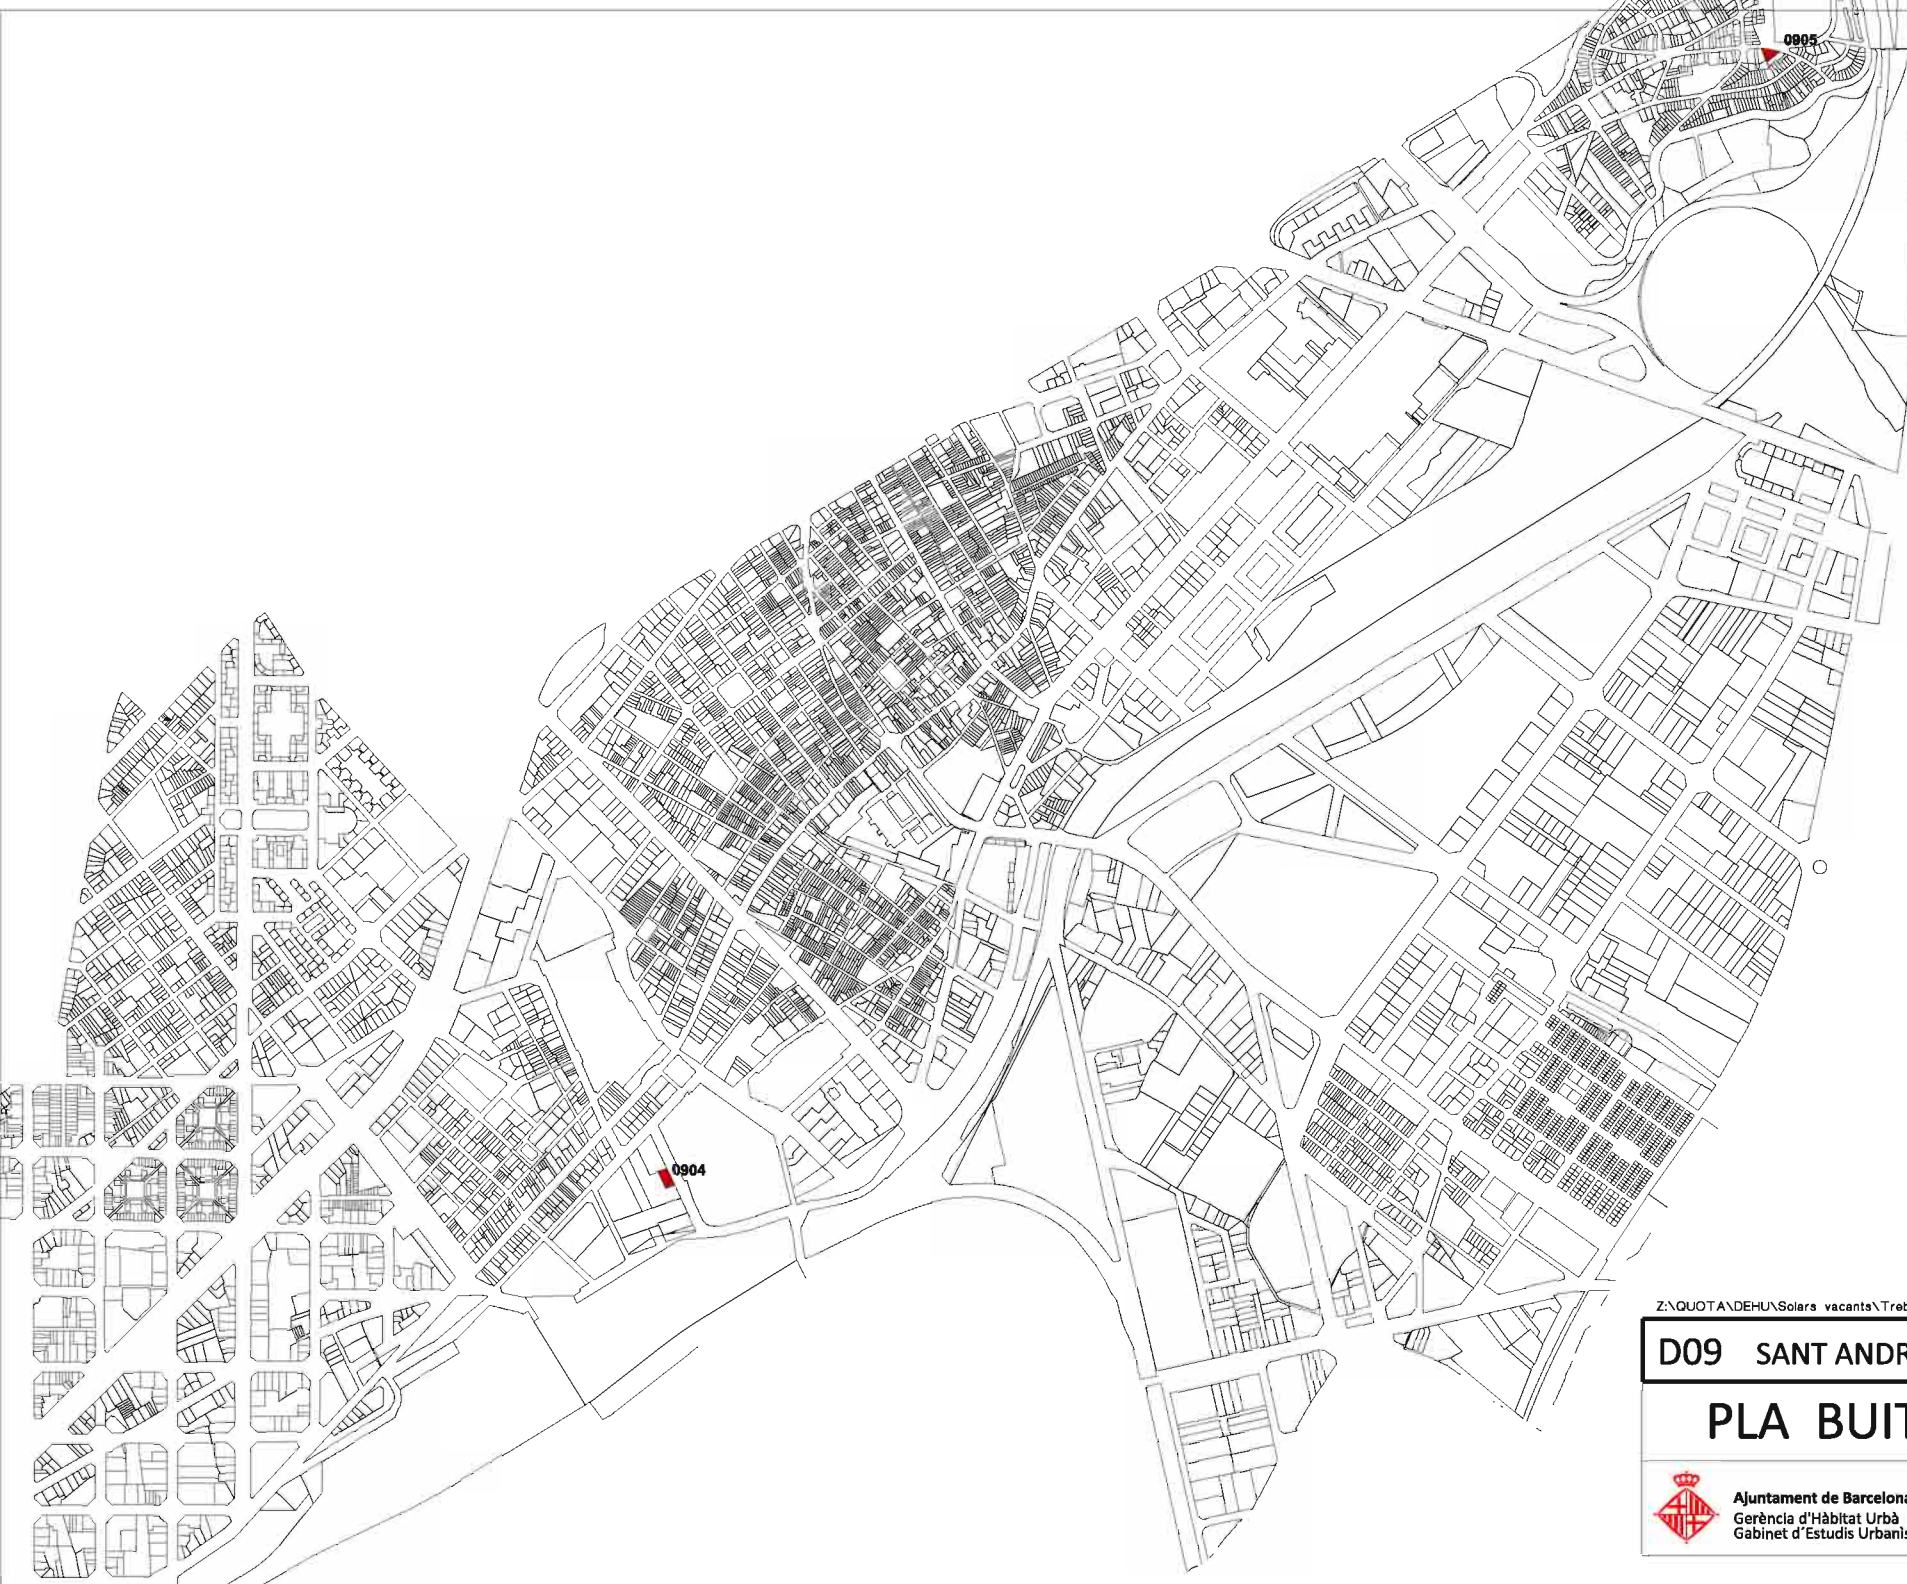 0905
0904
Z:\QUOTA\DEHU\Solars vacants\Treb
D09 SANT ANDR
PLA BUIT
Ajuntament de Barcelona
Gerència d'Hàbitat Urbà
Gabinet d'Estudis Urbanís